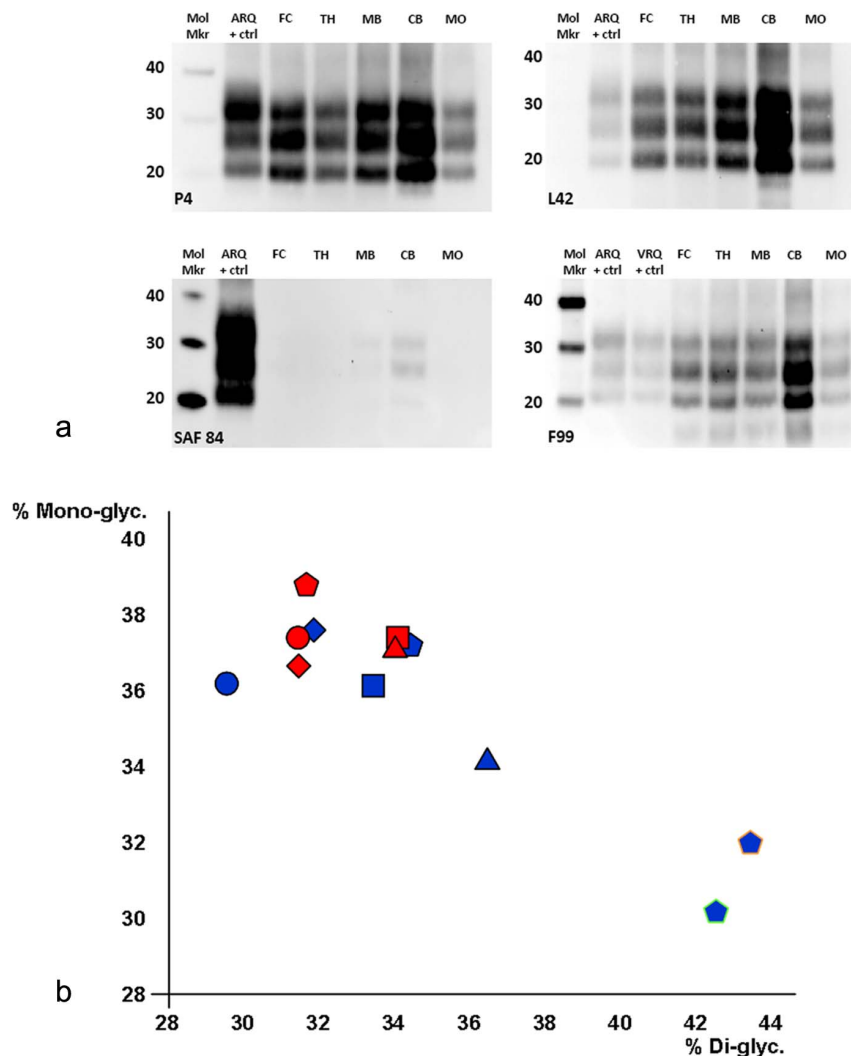 Mol ARQ FC TH MB CB MO
Mkr + ctrl
40
30
20
P4
Mol ARQ FC TH MB CB MO
Mkr + ctrl
40
30
20
L42
Mol ARQ FC TH MB CB MO
Mkr + ctrl
40
30
20
SAF 84
Mol ARQ VRQ FC TH MB CB MO
Mkr + ctrl + ctrl
40
30
20
F99
a
% Mono-glyc.
40
38
36
34
32
30
28
28 30 32 34 36 38 40 42 44
% Di-glyc.
b